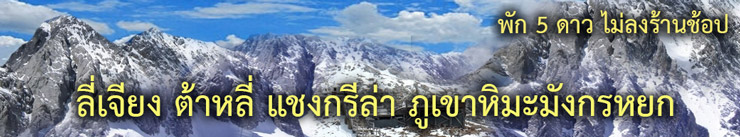 พัก 5 ดาว ไม่ลงร้านช้อป
ลี่เจียง ต้าหลี่ แชงกรีล่า ภูเขาหิมะมังกรหยก